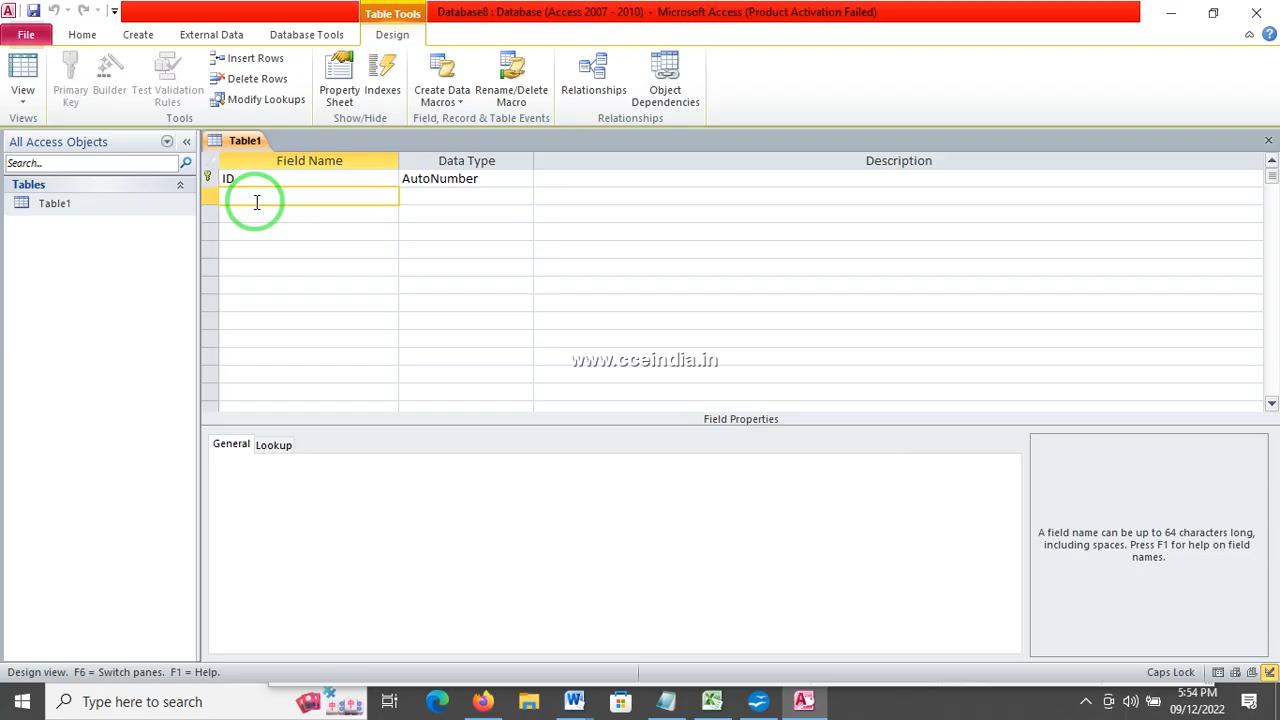 Table Tools
Database8 : Database (Access 2007 - 2010) - Microsoft Access (Product Activation Failed)
File
Home
Create
External Data
Database Tools
Design
View
Primary Key
Builder
Test Validation Rules
Insert Rows
Delete Rows
Modify Lookups
Property Sheet
Indexes
Create Data Macros
Rename/Delete Macro
Relationships
Object Dependencies
Views
Tools
Show/Hide
Field, Record & Table Events
Relationships
All Access Objects
Search..
Tables
Table1
Table1
Field Name
Data Type
Description
ID
AutoNumber
www.cceindia.in
Field Properties
General
Lookup
A field name can be up to 64 characters long,
including spaces. Press F1 for help on field
names.
Design view. F6 = Switch panes. F1 = Help.
Caps Lock
Type here to search
5:54 PM
09/12/2022